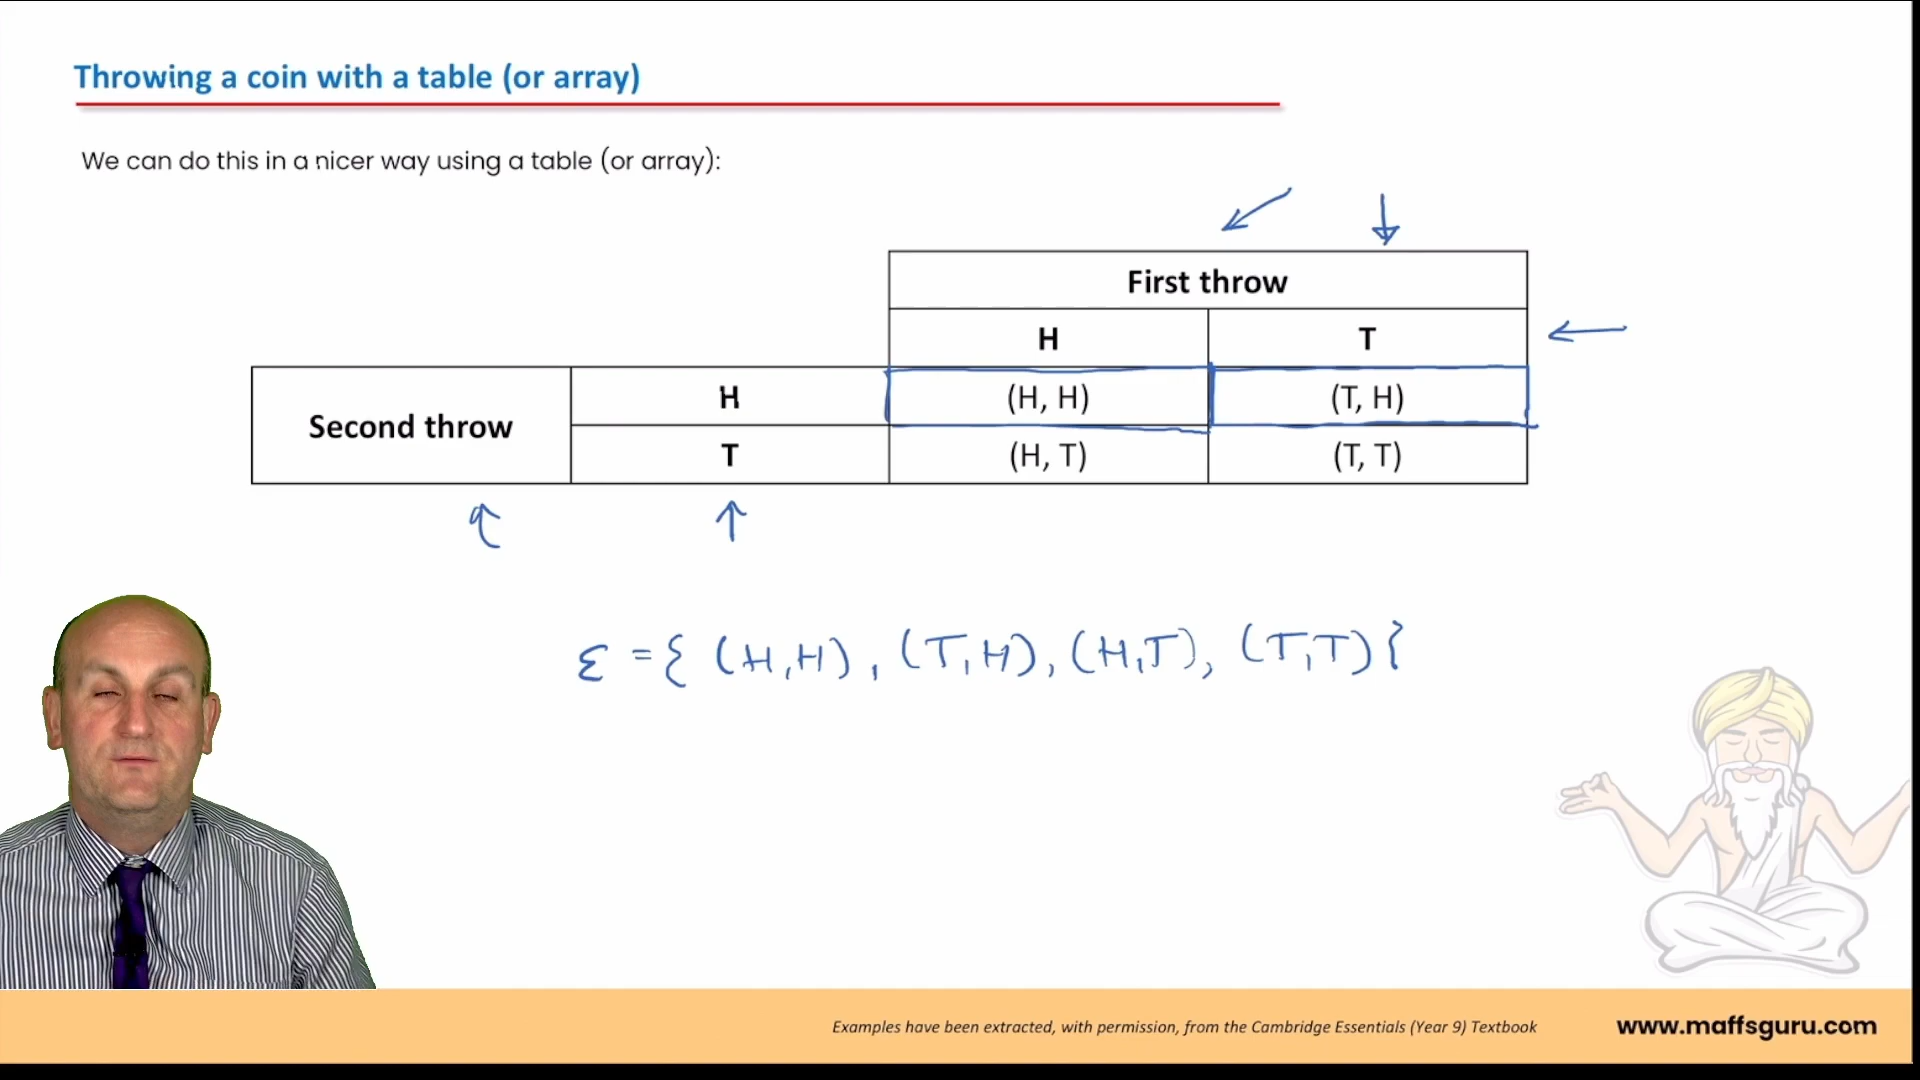 Throwing a coin with a table (or array)
We can do this in a nicer way using a table (or array):
First throw
H T
Second throw H (H, H) (T, H)
T (H, T) (T, T)
ε = { (H,H), (T,H), (H,T), (T,T) }
Examples have been extracted, with permission, from the Cambridge Essentials (Year 9) Textbook
www.maffsguru.com